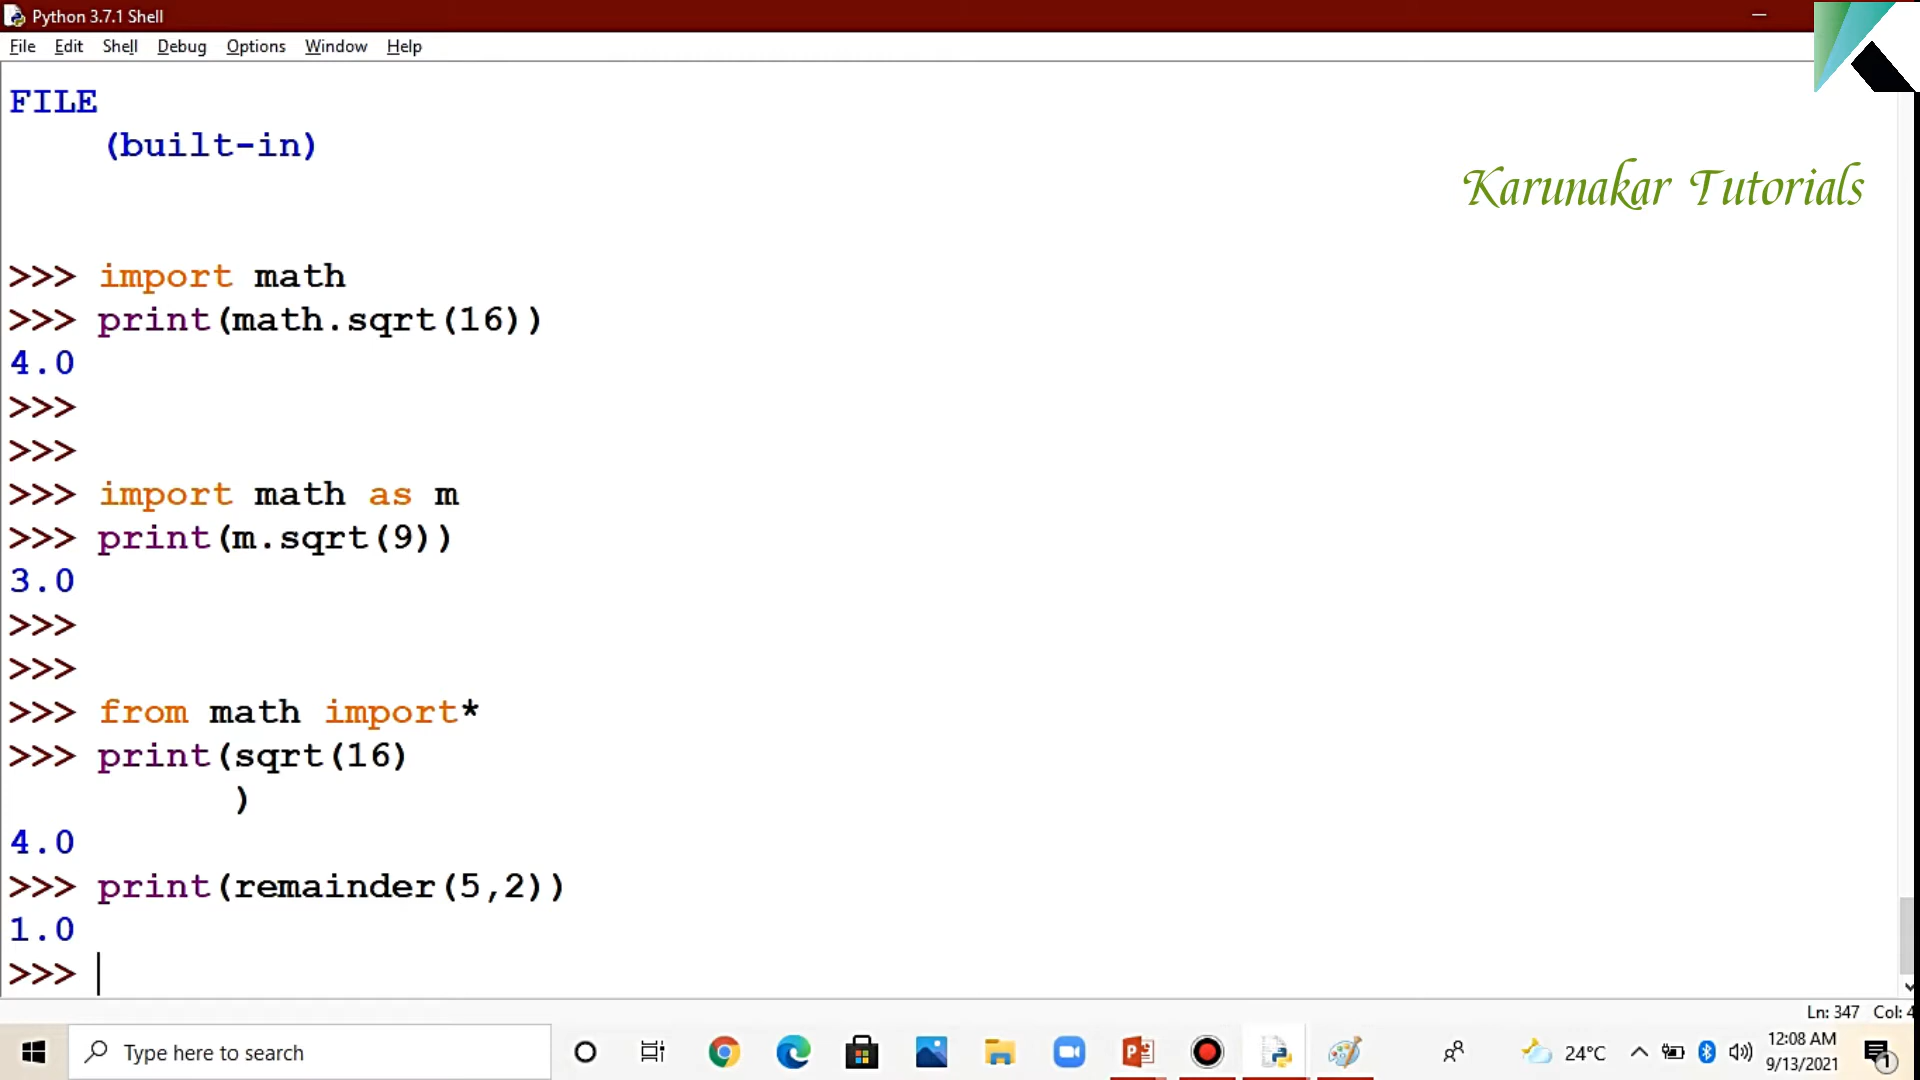 Python 3.7.1 Shell
File Edit Shell Debug Options Window Help
FILE
(built-in)
Karunakar Tutorials
>>> import math
>>> print(math.sqrt(16))
4.0
>>>
>>>
>>> import math as m
>>> print(m.sqrt(9))
3.0
>>>
>>>
>>> from math import*
>>> print(sqrt(16)
)
4.0
>>> print(remainder(5,2))
1.0
>>>
Ln: 347 Col: 4
Type here to search
24°C
12:08 AM
9/13/2021
1